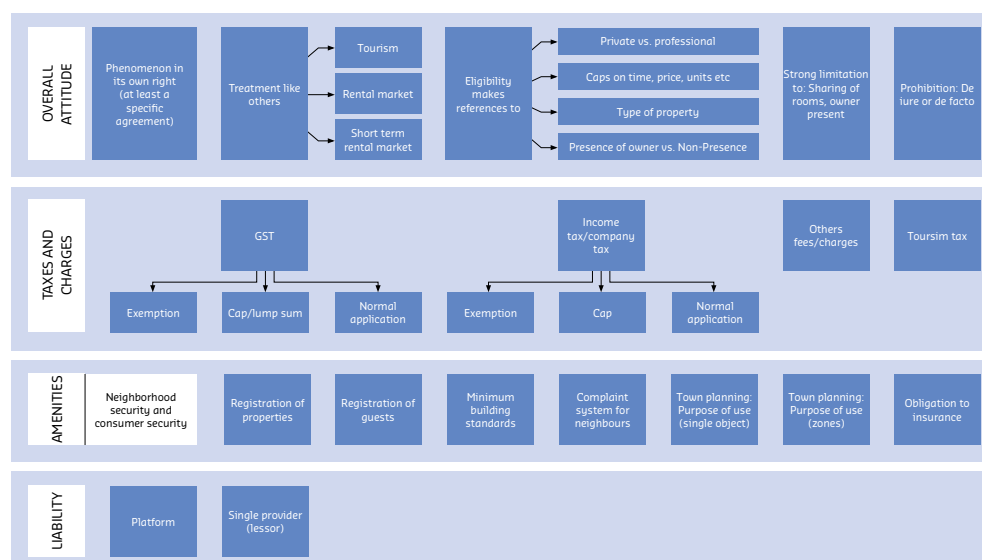 OVERALL
ATTITUDE
Phenomenon in
its own right
(at least a
specific
agreement)
Treatment like
others
Tourism
Rental market
Short term
rental market
Eligibility
makes
references to
Private vs. professional
Caps on time, price, units etc
Type of property
Presence of owner vs. Non-Presence
Strong limitation
to: Sharing of
rooms, owner
present
Prohibition: De
iure or de facto
TAXES AND
CHARGES
GST
Exemption
Cap/lump sum
Normal
application
Income
tax/company
tax
Exemption
Cap
Normal
application
Others
fees/charges
Toursim tax
AMENITIES
Neighborhood
security and
consumer security
Registration of
properties
Registration of
guests
Minimum
building
standards
Complaint
system for
neighbours
Town planning:
Purpose of use
(single object)
Town planning:
Purpose of use
(zones)
Obligation to
insurance
LIABILITY
Platform
Single provider
(lessor)